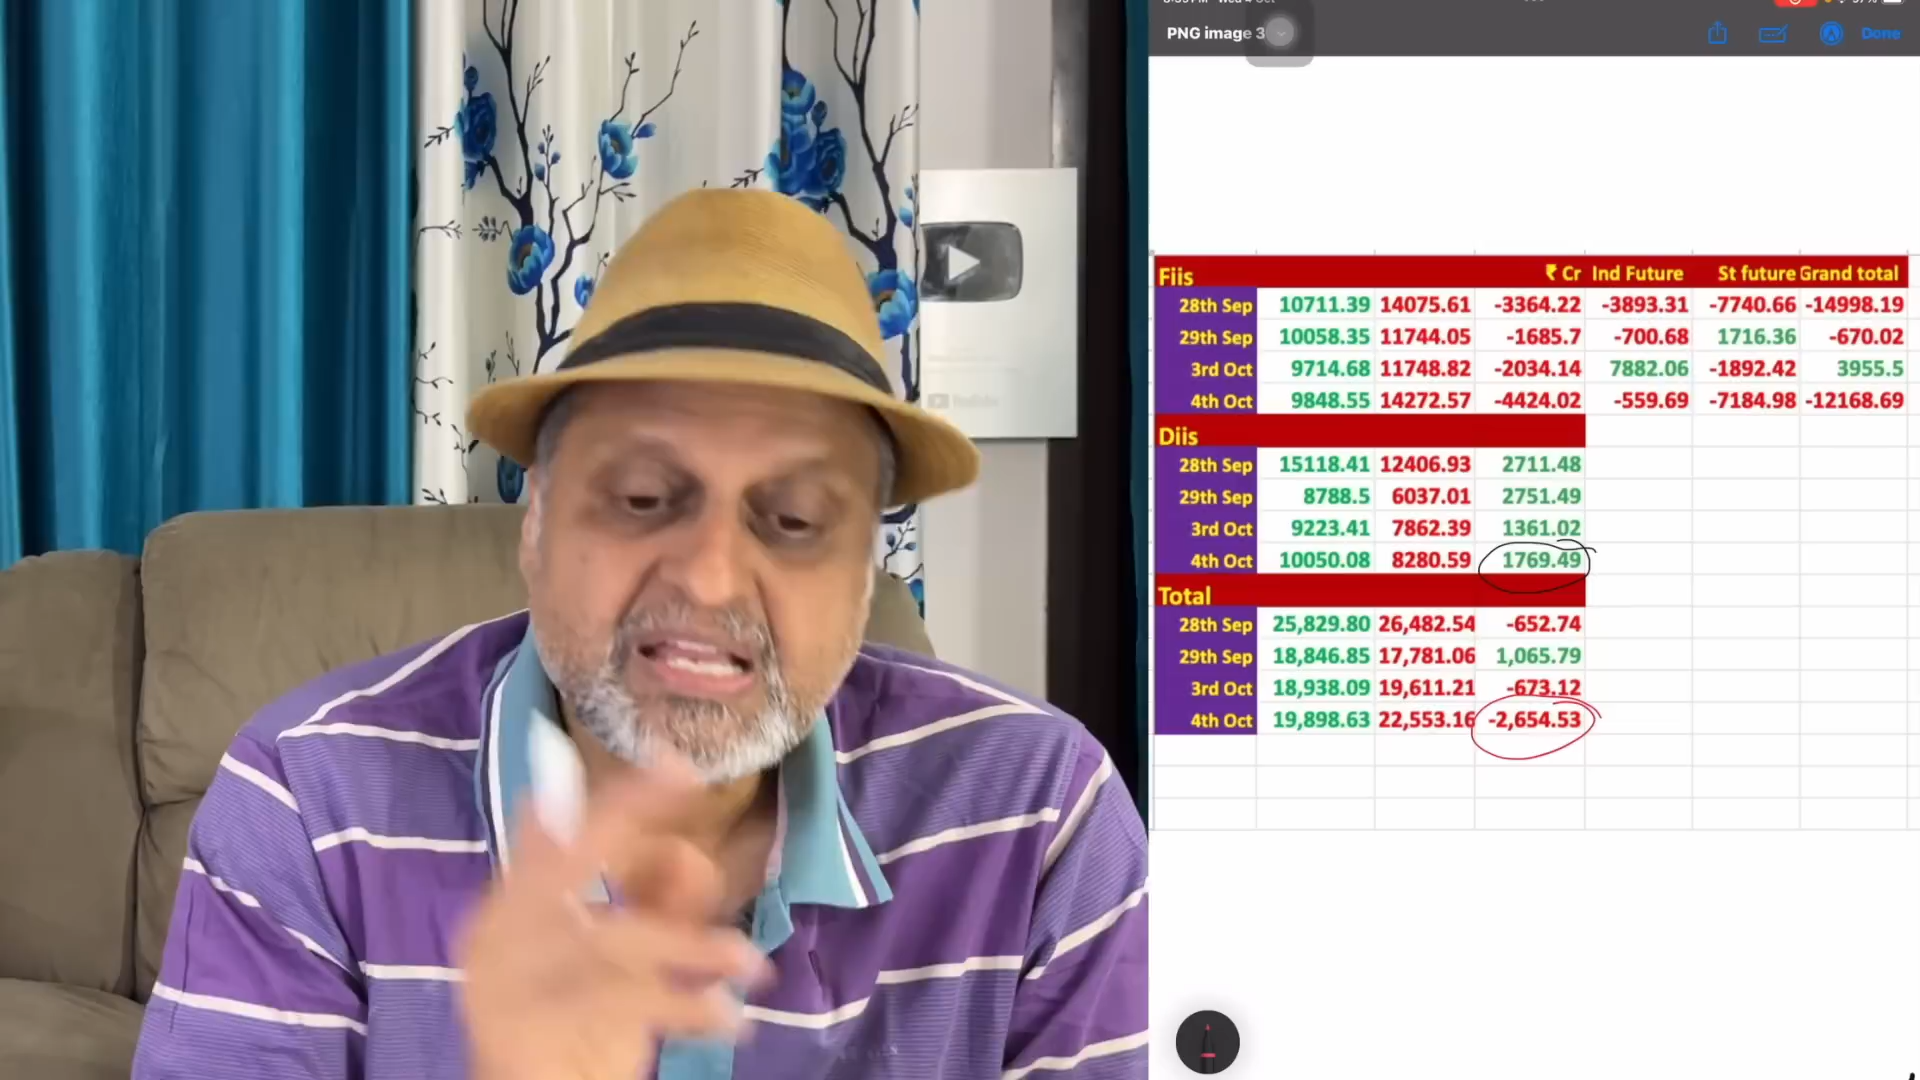 PNG image 3
Done
Fiis ₹ Cr Ind Future St future Grand total
28th Sep 10711.39 14075.61 -3364.22 -3893.31 -7740.66 -14998.19
29th Sep 10058.35 11744.05 -1685.7 -700.68 1716.36 -670.02
3rd Oct 9714.68 11748.82 -2034.14 7882.06 -1892.42 3955.5
4th Oct 9848.55 14272.57 -4424.02 -559.69 -7184.98 -12168.69
Diis
28th Sep 15118.41 12406.93 2711.48
29th Sep 8788.5 6037.01 2751.49
3rd Oct 9223.41 7862.39 1361.02
4th Oct 10050.08 8280.59 1769.49
Total
28th Sep 25,829.80 26,482.54 -652.74
29th Sep 18,846.85 17,781.06 1,065.79
3rd Oct 18,938.09 19,611.21 -673.12
4th Oct 19,898.63 22,553.16 -2,654.53